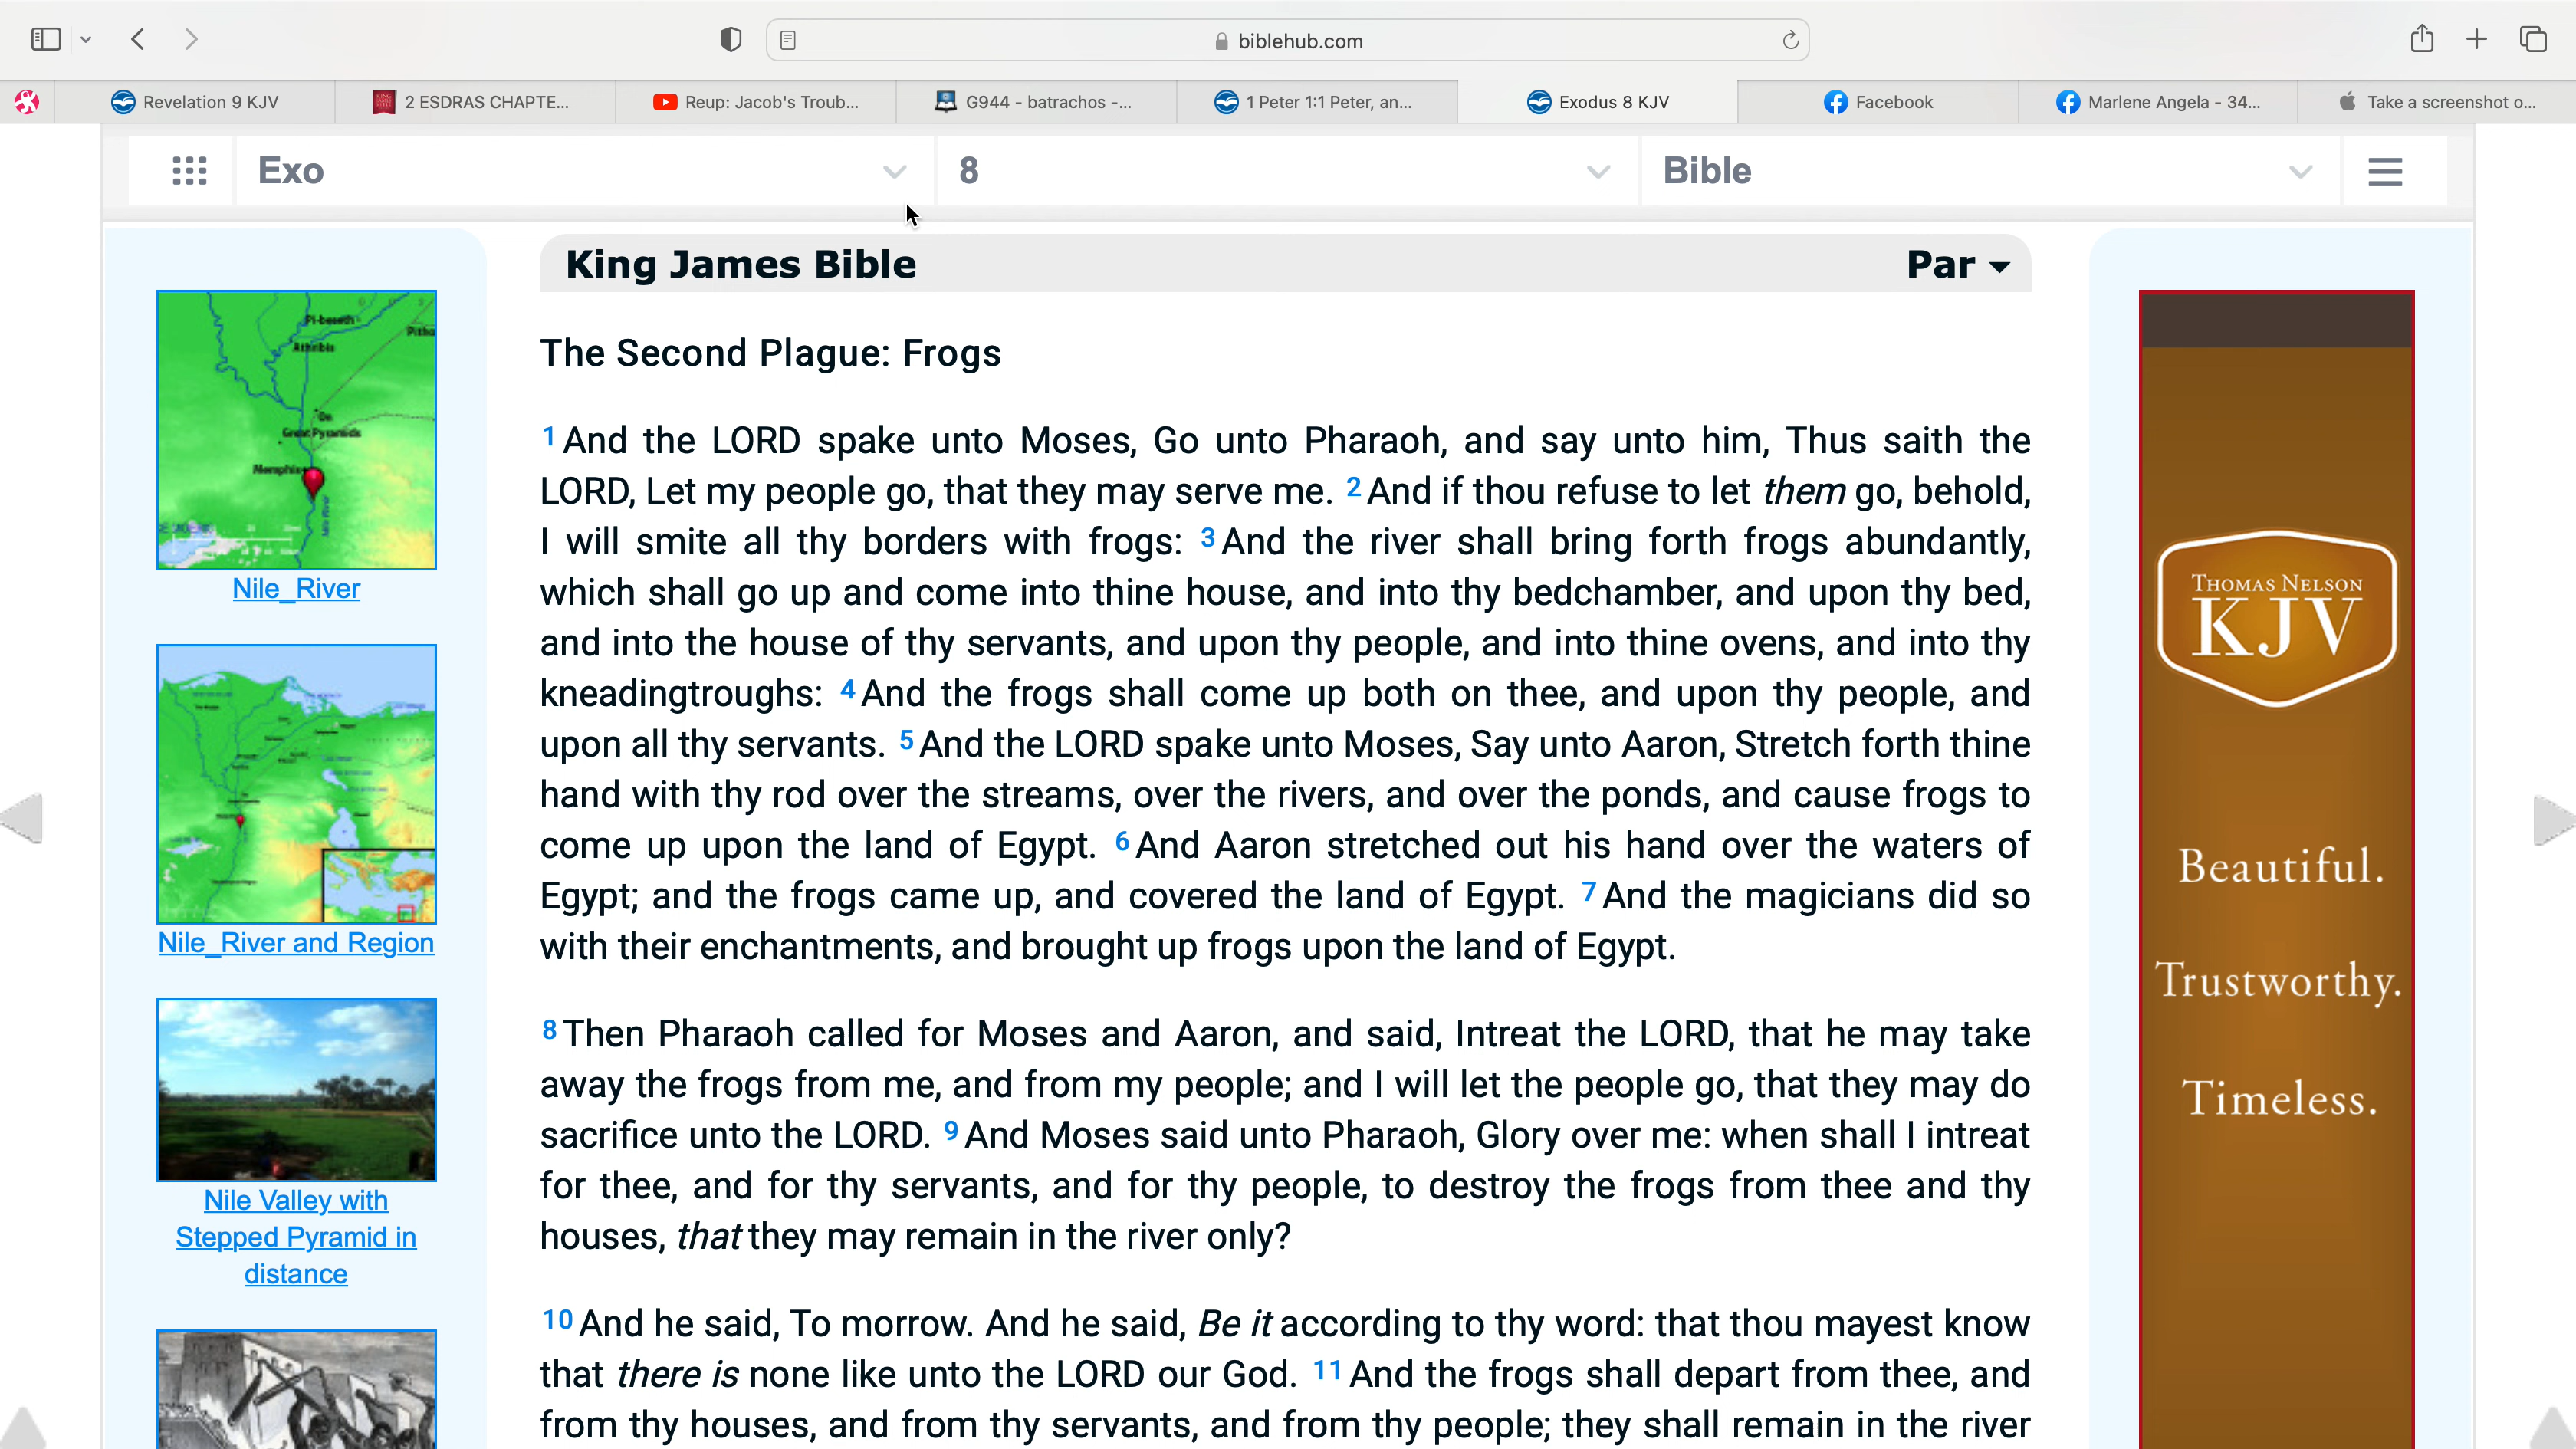 biblehub.com
Revelation 9 KJV
2 ESDRAS CHAPTE...
Reup: Jacob's Troub...
G944 - batrachos -...
1 Peter 1:1 Peter, an...
Exodus 8 KJV
Facebook
Marlene Angela - 34...
Take a screenshot o...
Exo
8
Bible
King James Bible
Par
The Second Plague: Frogs
1 And the LORD spake unto Moses, Go unto Pharaoh, and say unto him, Thus saith the
LORD, Let my people go, that they may serve me. 2 And if thou refuse to let them go, behold,
I will smite all thy borders with frogs: 3 And the river shall bring forth frogs abundantly,
which shall go up and come into thine house, and into thy bedchamber, and upon thy bed,
and into the house of thy servants, and upon thy people, and into thine ovens, and into thy
kneadingtroughs: 4 And the frogs shall come up both on thee, and upon thy people, and
upon all thy servants. 5 And the LORD spake unto Moses, Say unto Aaron, Stretch forth thine
hand with thy rod over the streams, over the rivers, and over the ponds, and cause frogs to
come up upon the land of Egypt. 6 And Aaron stretched out his hand over the waters of
Egypt; and the frogs came up, and covered the land of Egypt. 7 And the magicians did so
with their enchantments, and brought up frogs upon the land of Egypt.
8 Then Pharaoh called for Moses and Aaron, and said, Intreat the LORD, that he may take
away the frogs from me, and from my people; and I will let the people go, that they may do
sacrifice unto the LORD. 9 And Moses said unto Pharaoh, Glory over me: when shall I intreat
for thee, and for thy servants, and for thy people, to destroy the frogs from thee and thy
houses, that they may remain in the river only?
10 And he said, To morrow. And he said, Be it according to thy word: that thou mayest know
that there is none like unto the LORD our God. 11 And the frogs shall depart from thee, and
from thy houses, and from thy servants, and from thy people; they shall remain in the river
Pi-beseth
Pitho
Athribis
On
Great Pyramids
Memphis
Nile_River
Nile_River and Region
Nile Valley with
Stepped Pyramid in
distance
THOMAS NELSON
KJV
Beautiful.
Trustworthy.
Timeless.